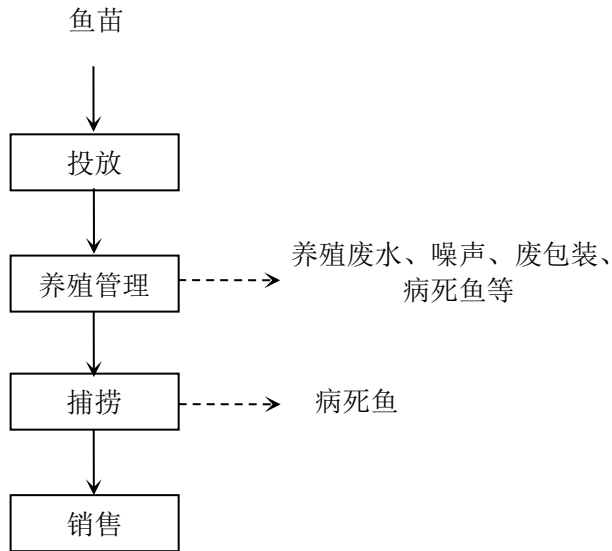 鱼苗
投放
养殖管理
养殖废水、噪声、废包装、
病死鱼等
捕捞
病死鱼
销售